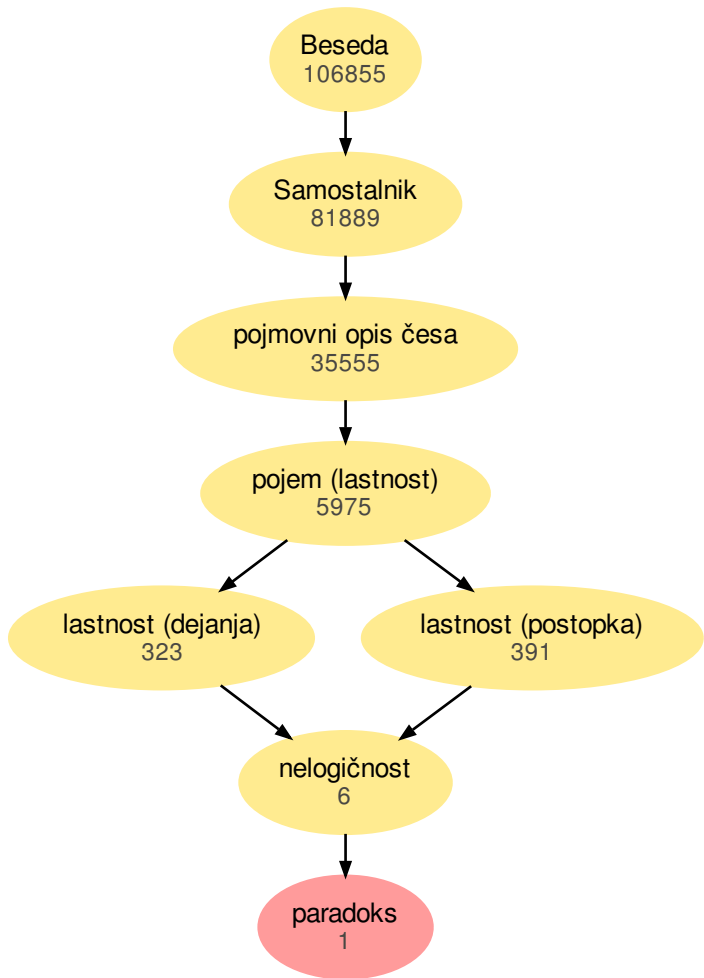 Beseda
106855
Samostalnik
81889
pojmovni opis česa
35555
pojem (lastnost)
5975
lastnost (dejanja)
323
lastnost (postopka)
391
nelogičnost
6
paradoks
1